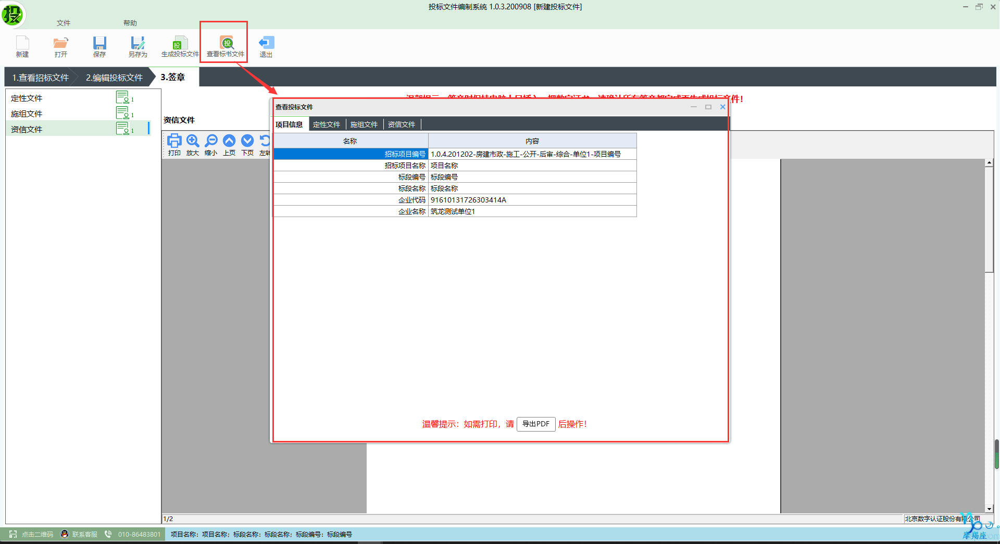 投标文件编制系统 1.0.3.200908 [新建投标文件]
投
文件 帮助
新建 打开 保存 另存为 投 生成投标文件 投 查看标书文件 退出
1.查看招标文件 2.编辑投标文件 3.签章
定性文件 1
施组文件 1
资信文件 1
件！
资信文件
打印 放大 缩小 上页 下页 左转
查看投标文件
项目信息 定性文件 施组文件 资信文件
名称 内容
招标项目编号 1.0.4.201202-房建市政-施工-公开-后审-综合-单位1-项目编号
招标项目名称 项目名称
标段编号 标段编号
标段名称 标段名称
企业代码 91610131726303414A
企业名称 筑龙测试单位1
温馨提示：如需打印，请 导出PDF 后操作！
1/2
北京数字认证股份有限公司
点击二维码 联系客服 010-86483801 项目名称：项目名称；标段名称：标段名称；标段编号：标段编号
摩羯座